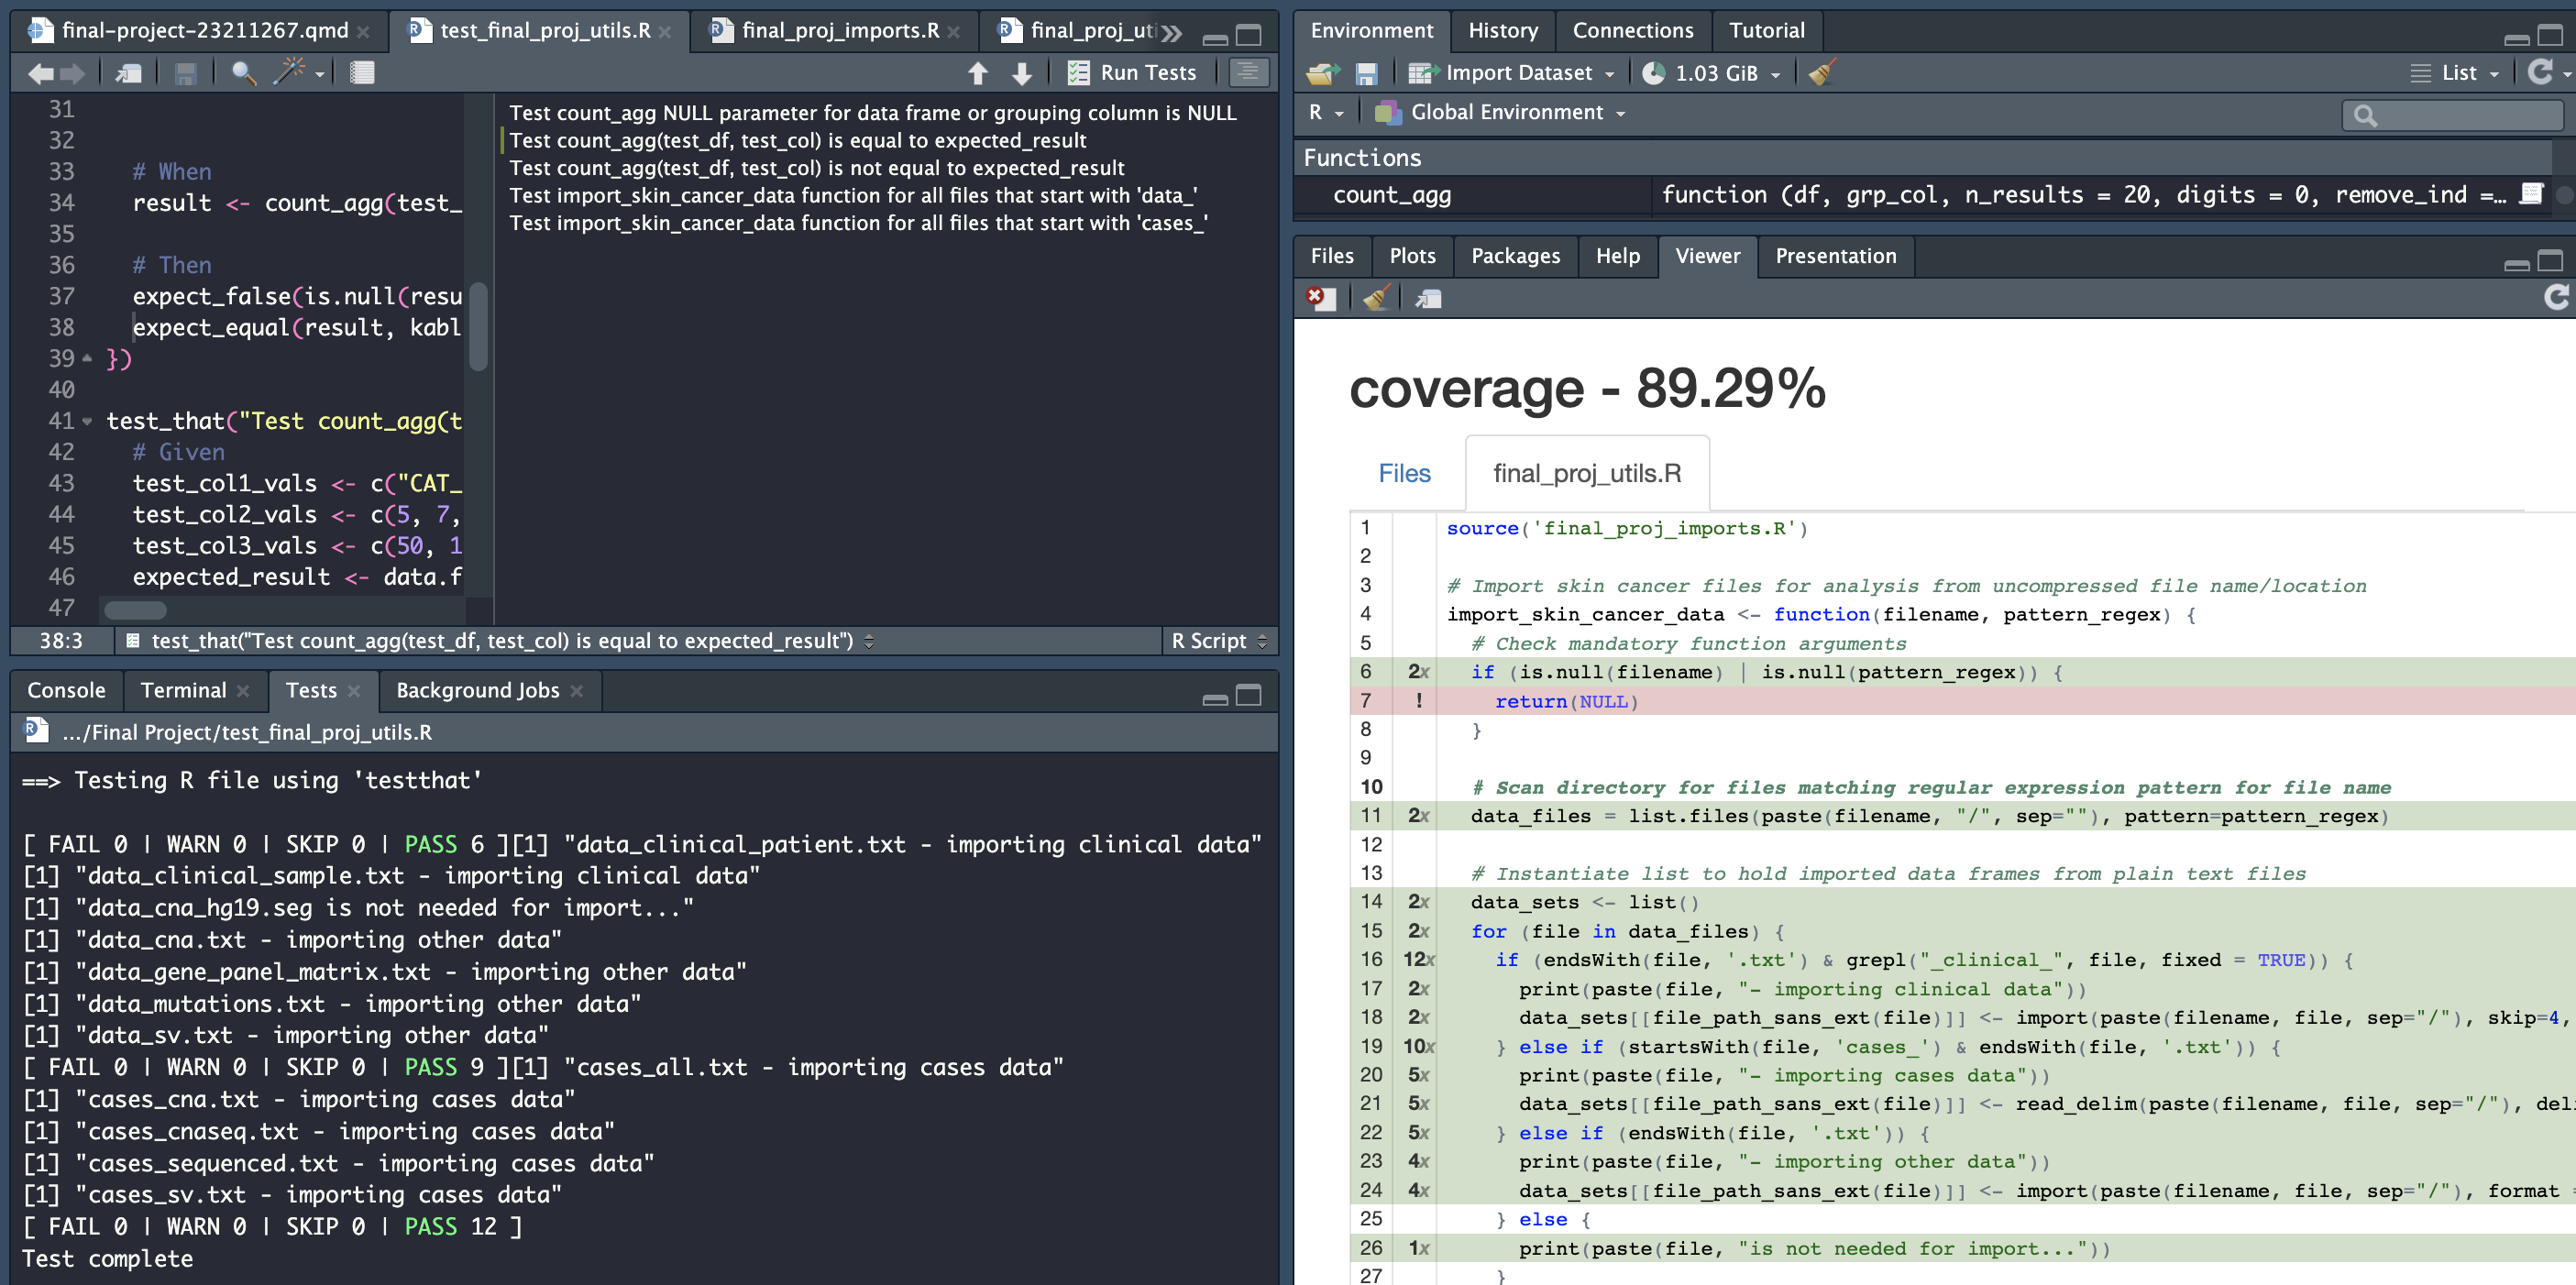 final-project-23211267.qmd
test_final_proj_utils.R
final_proj_imports.R
final_proj_uti
Run Tests
31
32
33 # When
34 result <- count_agg(test_
35
36 # Then
37 expect_false(is.null(resu
38 expect_equal(result, kabl
39 })
40
41 test_that("Test count_agg(t
42 # Given
43 test_col1_vals <- c("CAT_
44 test_col2_vals <- c(5, 7,
45 test_col3_vals <- c(50, 1
46 expected_result <- data.f
47
Test count_agg NULL parameter for data frame or grouping column is NULL
Test count_agg(test_df, test_col) is equal to expected_result
Test count_agg(test_df, test_col) is not equal to expected_result
Test import_skin_cancer_data function for all files that start with 'data_'
Test import_skin_cancer_data function for all files that start with 'cases_'
38:3 test_that("Test count_agg(test_df, test_col) is equal to expected_result") R Script
Console Terminal Tests Background Jobs
.../Final Project/test_final_proj_utils.R
==> Testing R file using 'testthat'
[ FAIL 0 | WARN 0 | SKIP 0 | PASS 6 ][1] "data_clinical_patient.txt - importing clinical data"
[1] "data_clinical_sample.txt - importing clinical data"
[1] "data_cna_hg19.seg is not needed for import..."
[1] "data_cna.txt - importing other data"
[1] "data_gene_panel_matrix.txt - importing other data"
[1] "data_mutations.txt - importing other data"
[1] "data_sv.txt - importing other data"
[ FAIL 0 | WARN 0 | SKIP 0 | PASS 9 ][1] "cases_all.txt - importing cases data"
[1] "cases_cna.txt - importing cases data"
[1] "cases_cnaseq.txt - importing cases data"
[1] "cases_sequenced.txt - importing cases data"
[1] "cases_sv.txt - importing cases data"
[ FAIL 0 | WARN 0 | SKIP 0 | PASS 12 ]
Test complete
Environment History Connections Tutorial
Import Dataset 1.03 GiB List
R Global Environment
Functions
count_agg function (df, grp_col, n_results = 20, digits = 0, remove_ind =…
Files Plots Packages Help Viewer Presentation
coverage - 89.29%
Files final_proj_utils.R
1 source('final_proj_imports.R')
2
3 # Import skin cancer files for analysis from uncompressed file name/location
4 import_skin_cancer_data <- function(filename, pattern_regex) {
5 # Check mandatory function arguments
6 2x if (is.null(filename) | is.null(pattern_regex)) {
7 ! return(NULL)
8 }
9
10 # Scan directory for files matching regular expression pattern for file name
11 2x data_files = list.files(paste(filename, "/", sep=""), pattern=pattern_regex)
12
13 # Instantiate list to hold imported data frames from plain text files
14 2x data_sets <- list()
15 2x for (file in data_files) {
16 12x if (endsWith(file, '.txt') & grepl("_clinical_", file, fixed = TRUE)) {
17 2x print(paste(file, "- importing clinical data"))
18 2x data_sets[[file_path_sans_ext(file)]] <- import(paste(filename, file, sep="/"), skip=4,
19 10x } else if (startsWith(file, 'cases_') & endsWith(file, '.txt')) {
20 5x print(paste(file, "- importing cases data"))
21 5x data_sets[[file_path_sans_ext(file)]] <- read_delim(paste(filename, file, sep="/"), deli
22 5x } else if (endsWith(file, '.txt')) {
23 4x print(paste(file, "- importing other data"))
24 4x data_sets[[file_path_sans_ext(file)]] <- import(paste(filename, file, sep="/"), format =
25 } else {
26 1x print(paste(file, "is not needed for import..."))
27 }